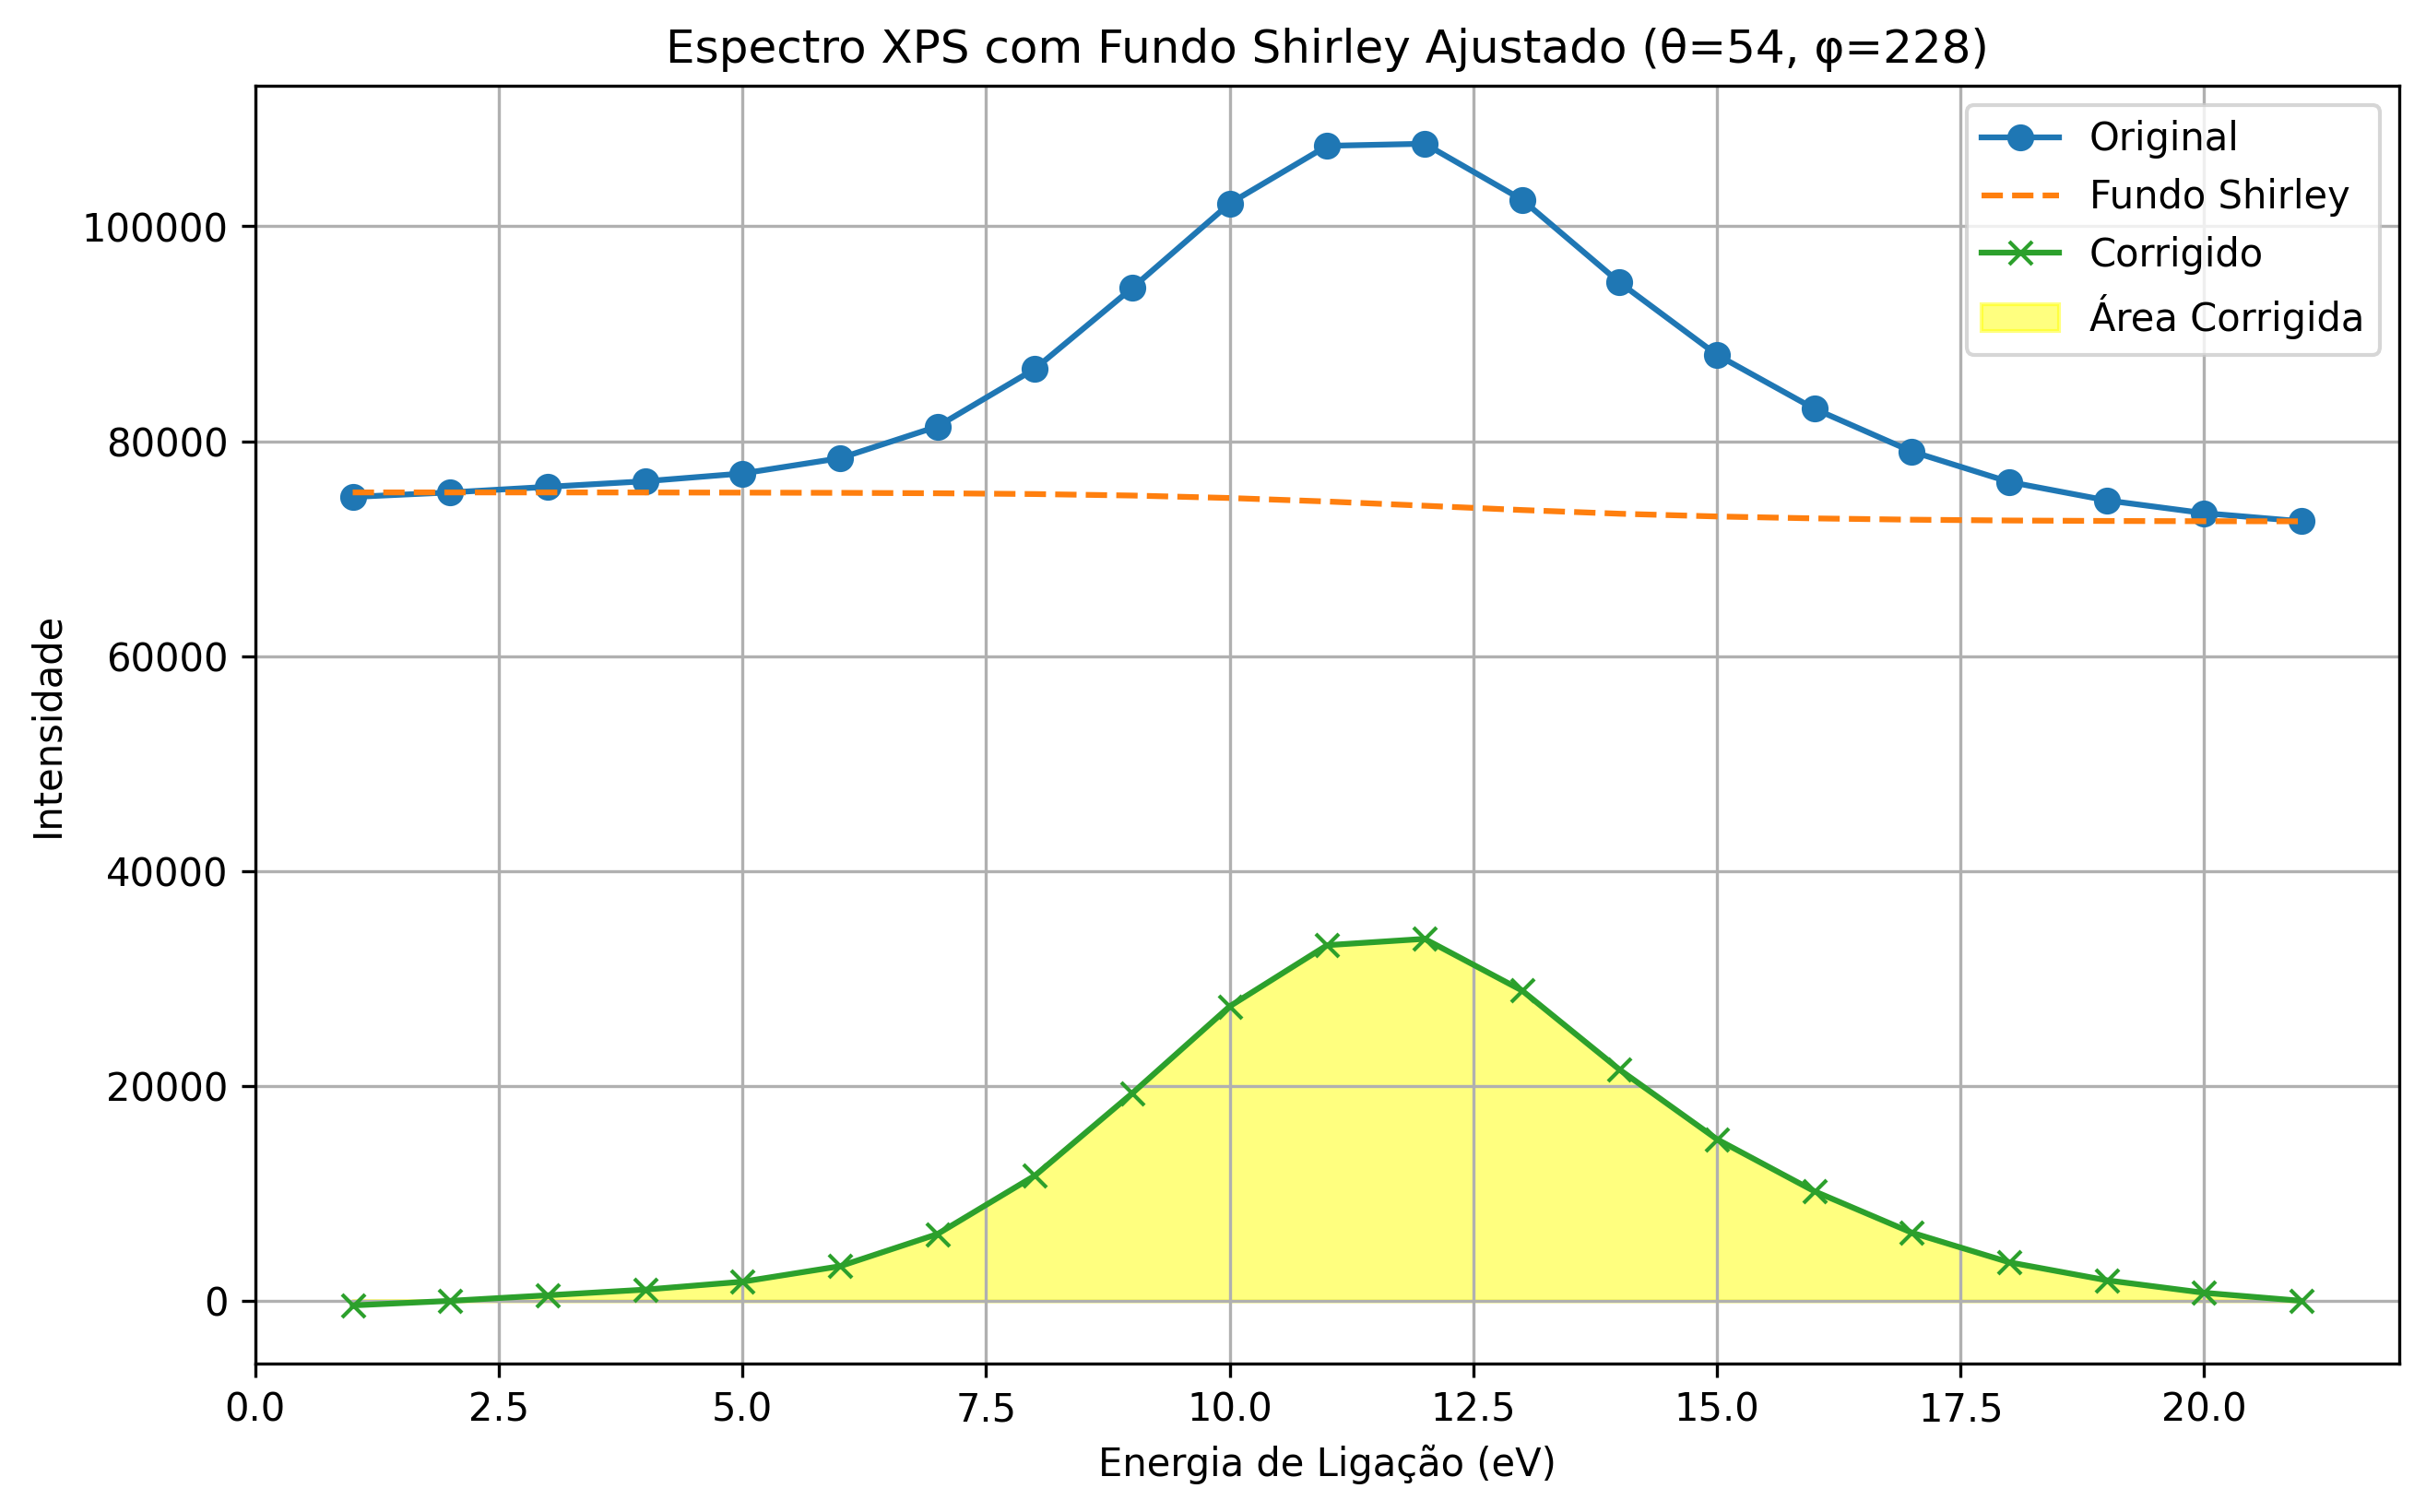 Espectro XPS com Fundo Shirley Ajustado (θ=54, φ=228)
Original
Fundo Shirley
Corrigido
Área Corrigida
100000
80000
60000
40000
20000
0
Intensidade
0.0 2.5 5.0 7.5 10.0 12.5 15.0 17.5 20.0
Energia de Ligação (eV)